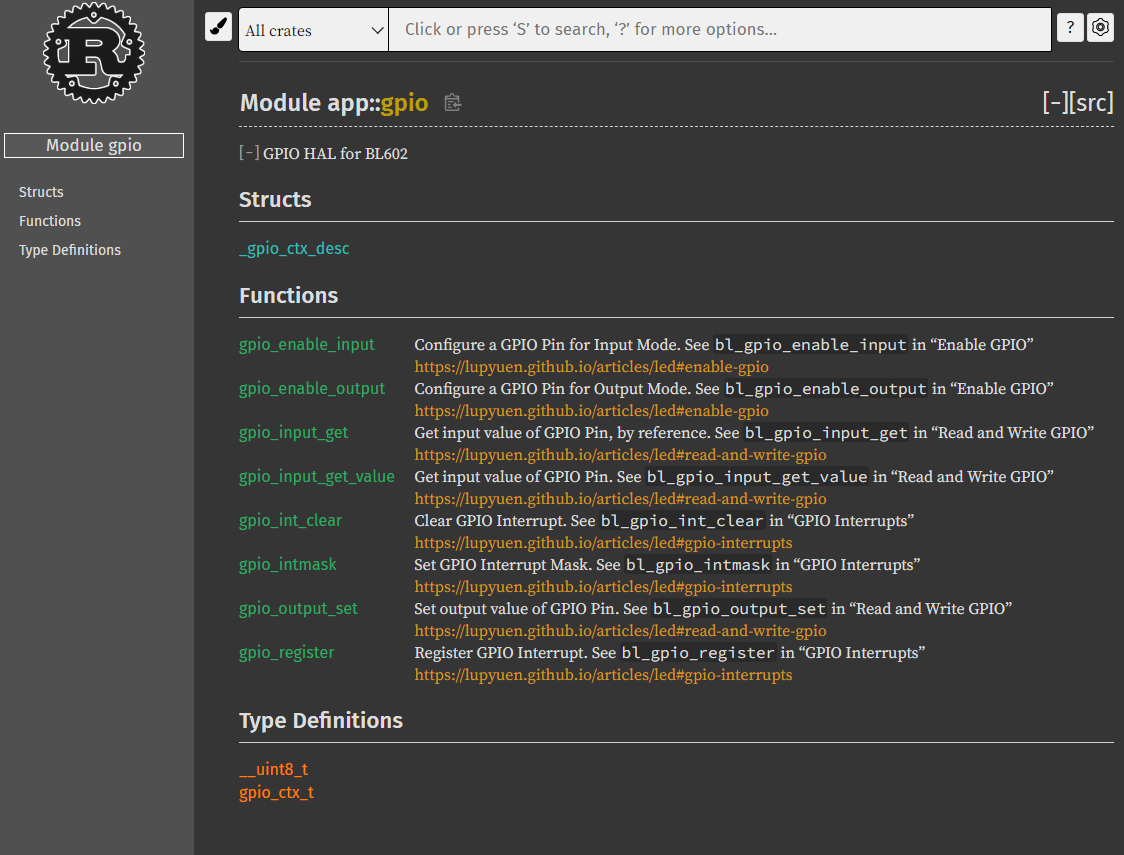 R
All crates
Click or press ‘S’ to search, ‘?’ for more options…
?
Module gpio
Structs
Functions
Type Definitions
Module app::gpio
[-][src]
[-] GPIO HAL for BL602
Structs
_gpio_ctx_desc
Functions
gpio_enable_input Configure a GPIO Pin for Input Mode. See bl_gpio_enable_input in “Enable GPIO”
https://lupyuen.github.io/articles/led#enable-gpio
gpio_enable_output Configure a GPIO Pin for Output Mode. See bl_gpio_enable_output in “Enable GPIO”
https://lupyuen.github.io/articles/led#enable-gpio
gpio_input_get Get input value of GPIO Pin, by reference. See bl_gpio_input_get in “Read and Write GPIO”
https://lupyuen.github.io/articles/led#read-and-write-gpio
gpio_input_get_value Get input value of GPIO Pin. See bl_gpio_input_get_value in “Read and Write GPIO”
https://lupyuen.github.io/articles/led#read-and-write-gpio
gpio_int_clear Clear GPIO Interrupt. See bl_gpio_int_clear in “GPIO Interrupts”
https://lupyuen.github.io/articles/led#gpio-interrupts
gpio_intmask Set GPIO Interrupt Mask. See bl_gpio_intmask in “GPIO Interrupts”
https://lupyuen.github.io/articles/led#gpio-interrupts
gpio_output_set Set output value of GPIO Pin. See bl_gpio_output_set in “Read and Write GPIO”
https://lupyuen.github.io/articles/led#read-and-write-gpio
gpio_register Register GPIO Interrupt. See bl_gpio_register in “GPIO Interrupts”
https://lupyuen.github.io/articles/led#gpio-interrupts
Type Definitions
__uint8_t
gpio_ctx_t